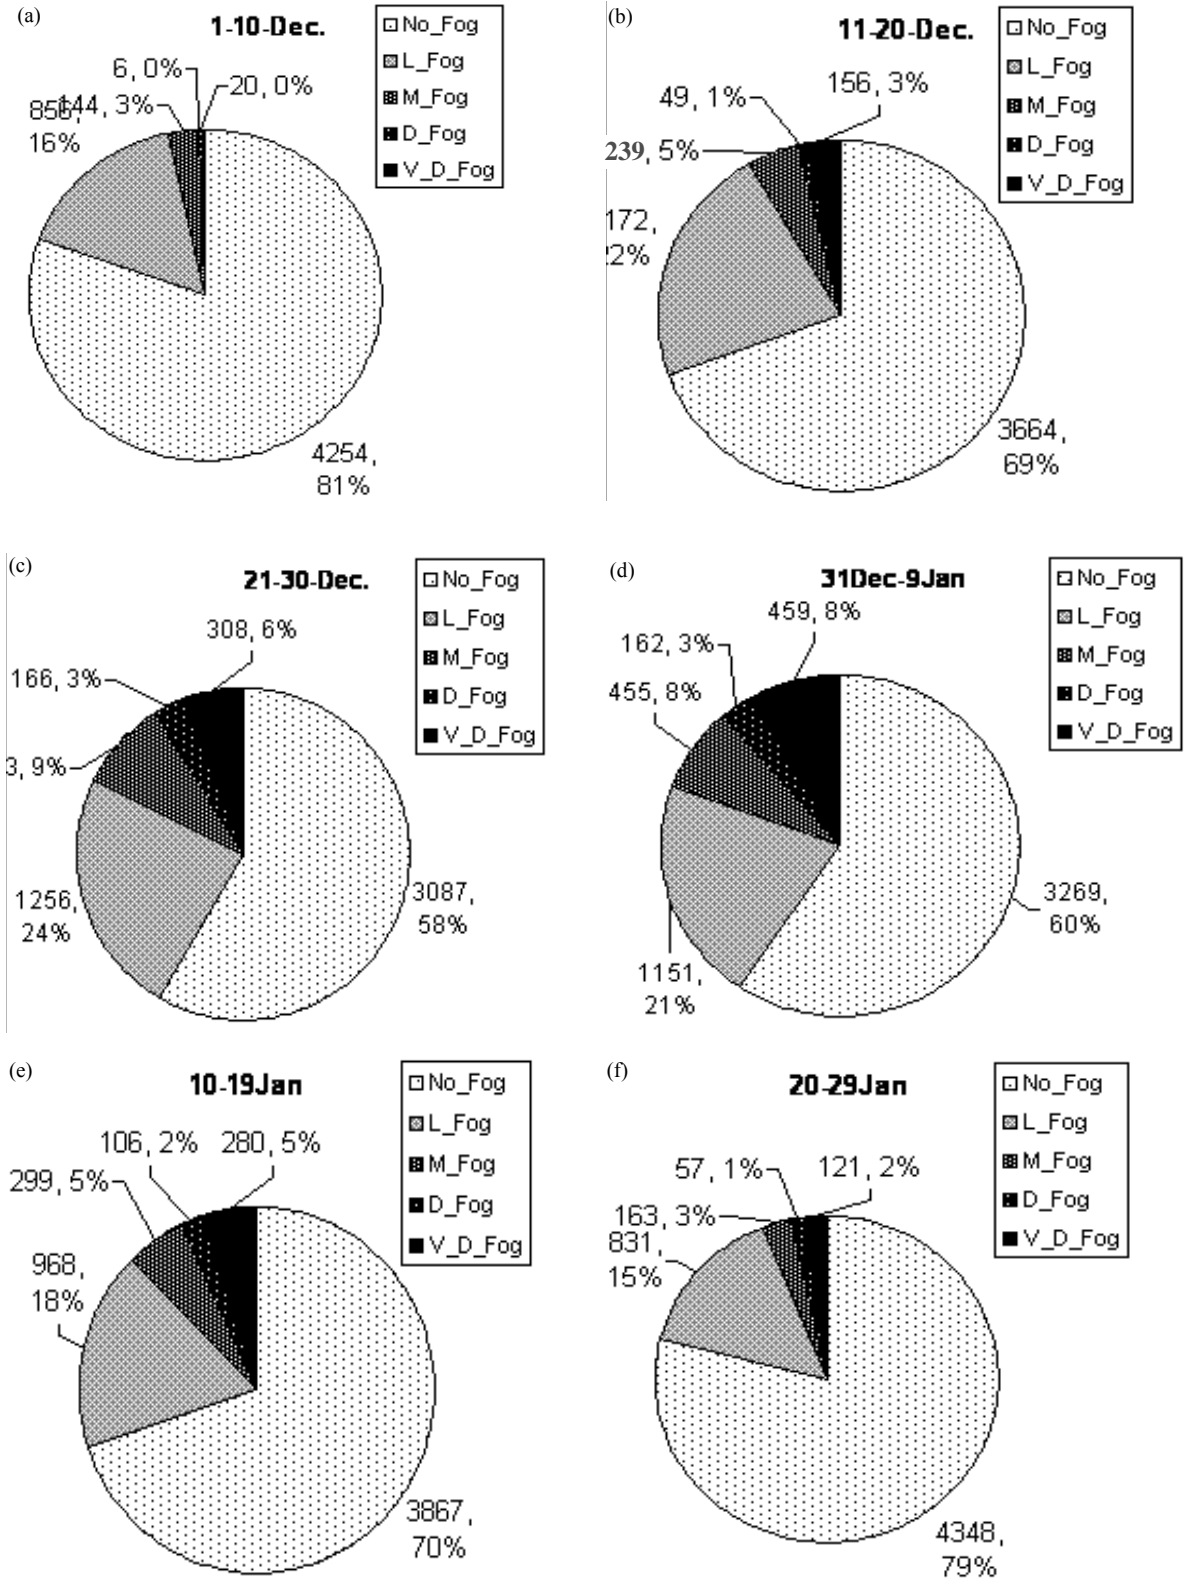 (a)
1-10-Dec.
No_Fog
L_Fog
M_Fog
D_Fog
V_D_Fog
6, 0%
20, 0%
144, 3%
856,
16%
4254,
81%
(b)
11-20-Dec.
No_Fog
L_Fog
M_Fog
D_Fog
V_D_Fog
156, 3%
49, 1%
239, 5%
172,
22%
3664,
69%
(c)
21-30-Dec.
No_Fog
L_Fog
M_Fog
D_Fog
V_D_Fog
308, 6%
166, 3%
3, 9%
1256,
24%
3087,
58%
(d)
31Dec-9Jan
No_Fog
L_Fog
M_Fog
D_Fog
V_D_Fog
459, 8%
162, 3%
455, 8%
3269,
60%
1151,
21%
(e)
10-19Jan
No_Fog
L_Fog
M_Fog
D_Fog
V_D_Fog
106, 2%
280, 5%
299, 5%
968,
18%
3867,
70%
(f)
20-29Jan
No_Fog
L_Fog
M_Fog
D_Fog
V_D_Fog
57, 1%
121, 2%
163, 3%
831,
15%
4348,
79%